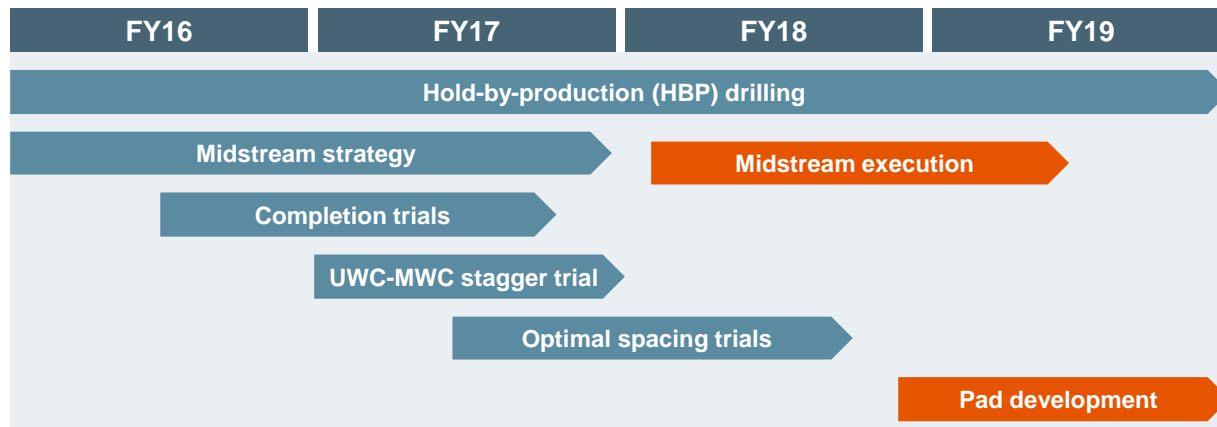 FY16 FY17 FY18 FY19
Hold-by-production (HBP) drilling
Midstream strategy
Midstream execution
Completion trials
UWC-MWC stagger trial
Optimal spacing trials
Pad development